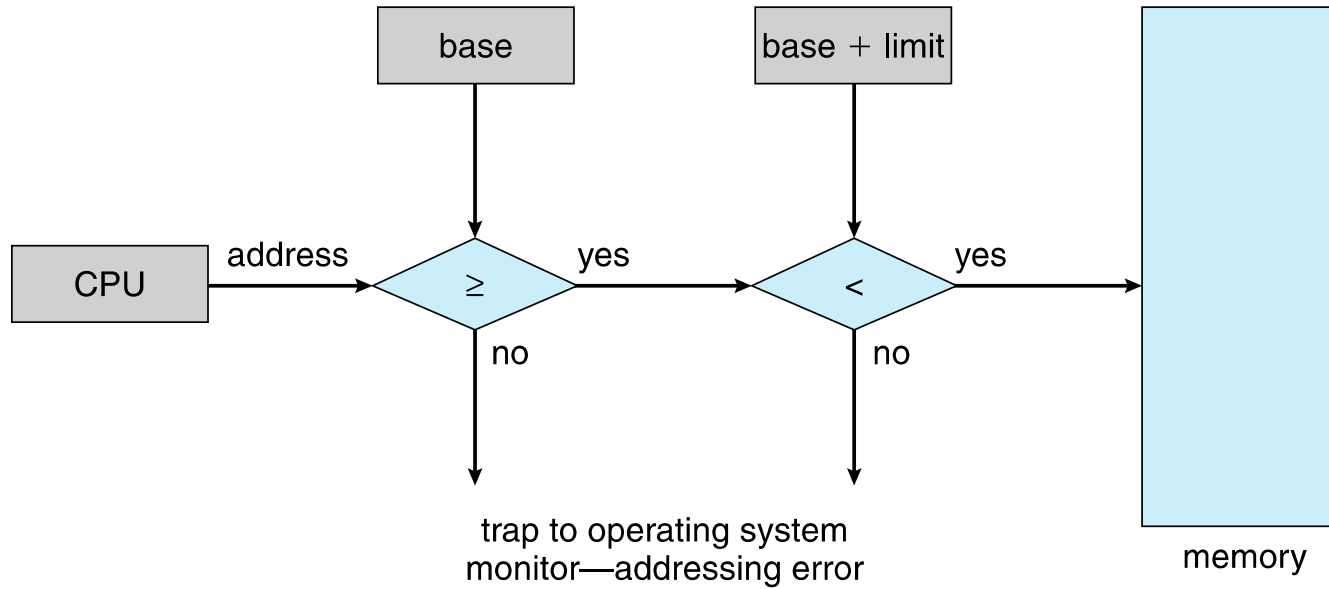 base
base + limit
CPU
address
≥
yes
<
yes
no
no
trap to operating system
monitor—addressing error
memory